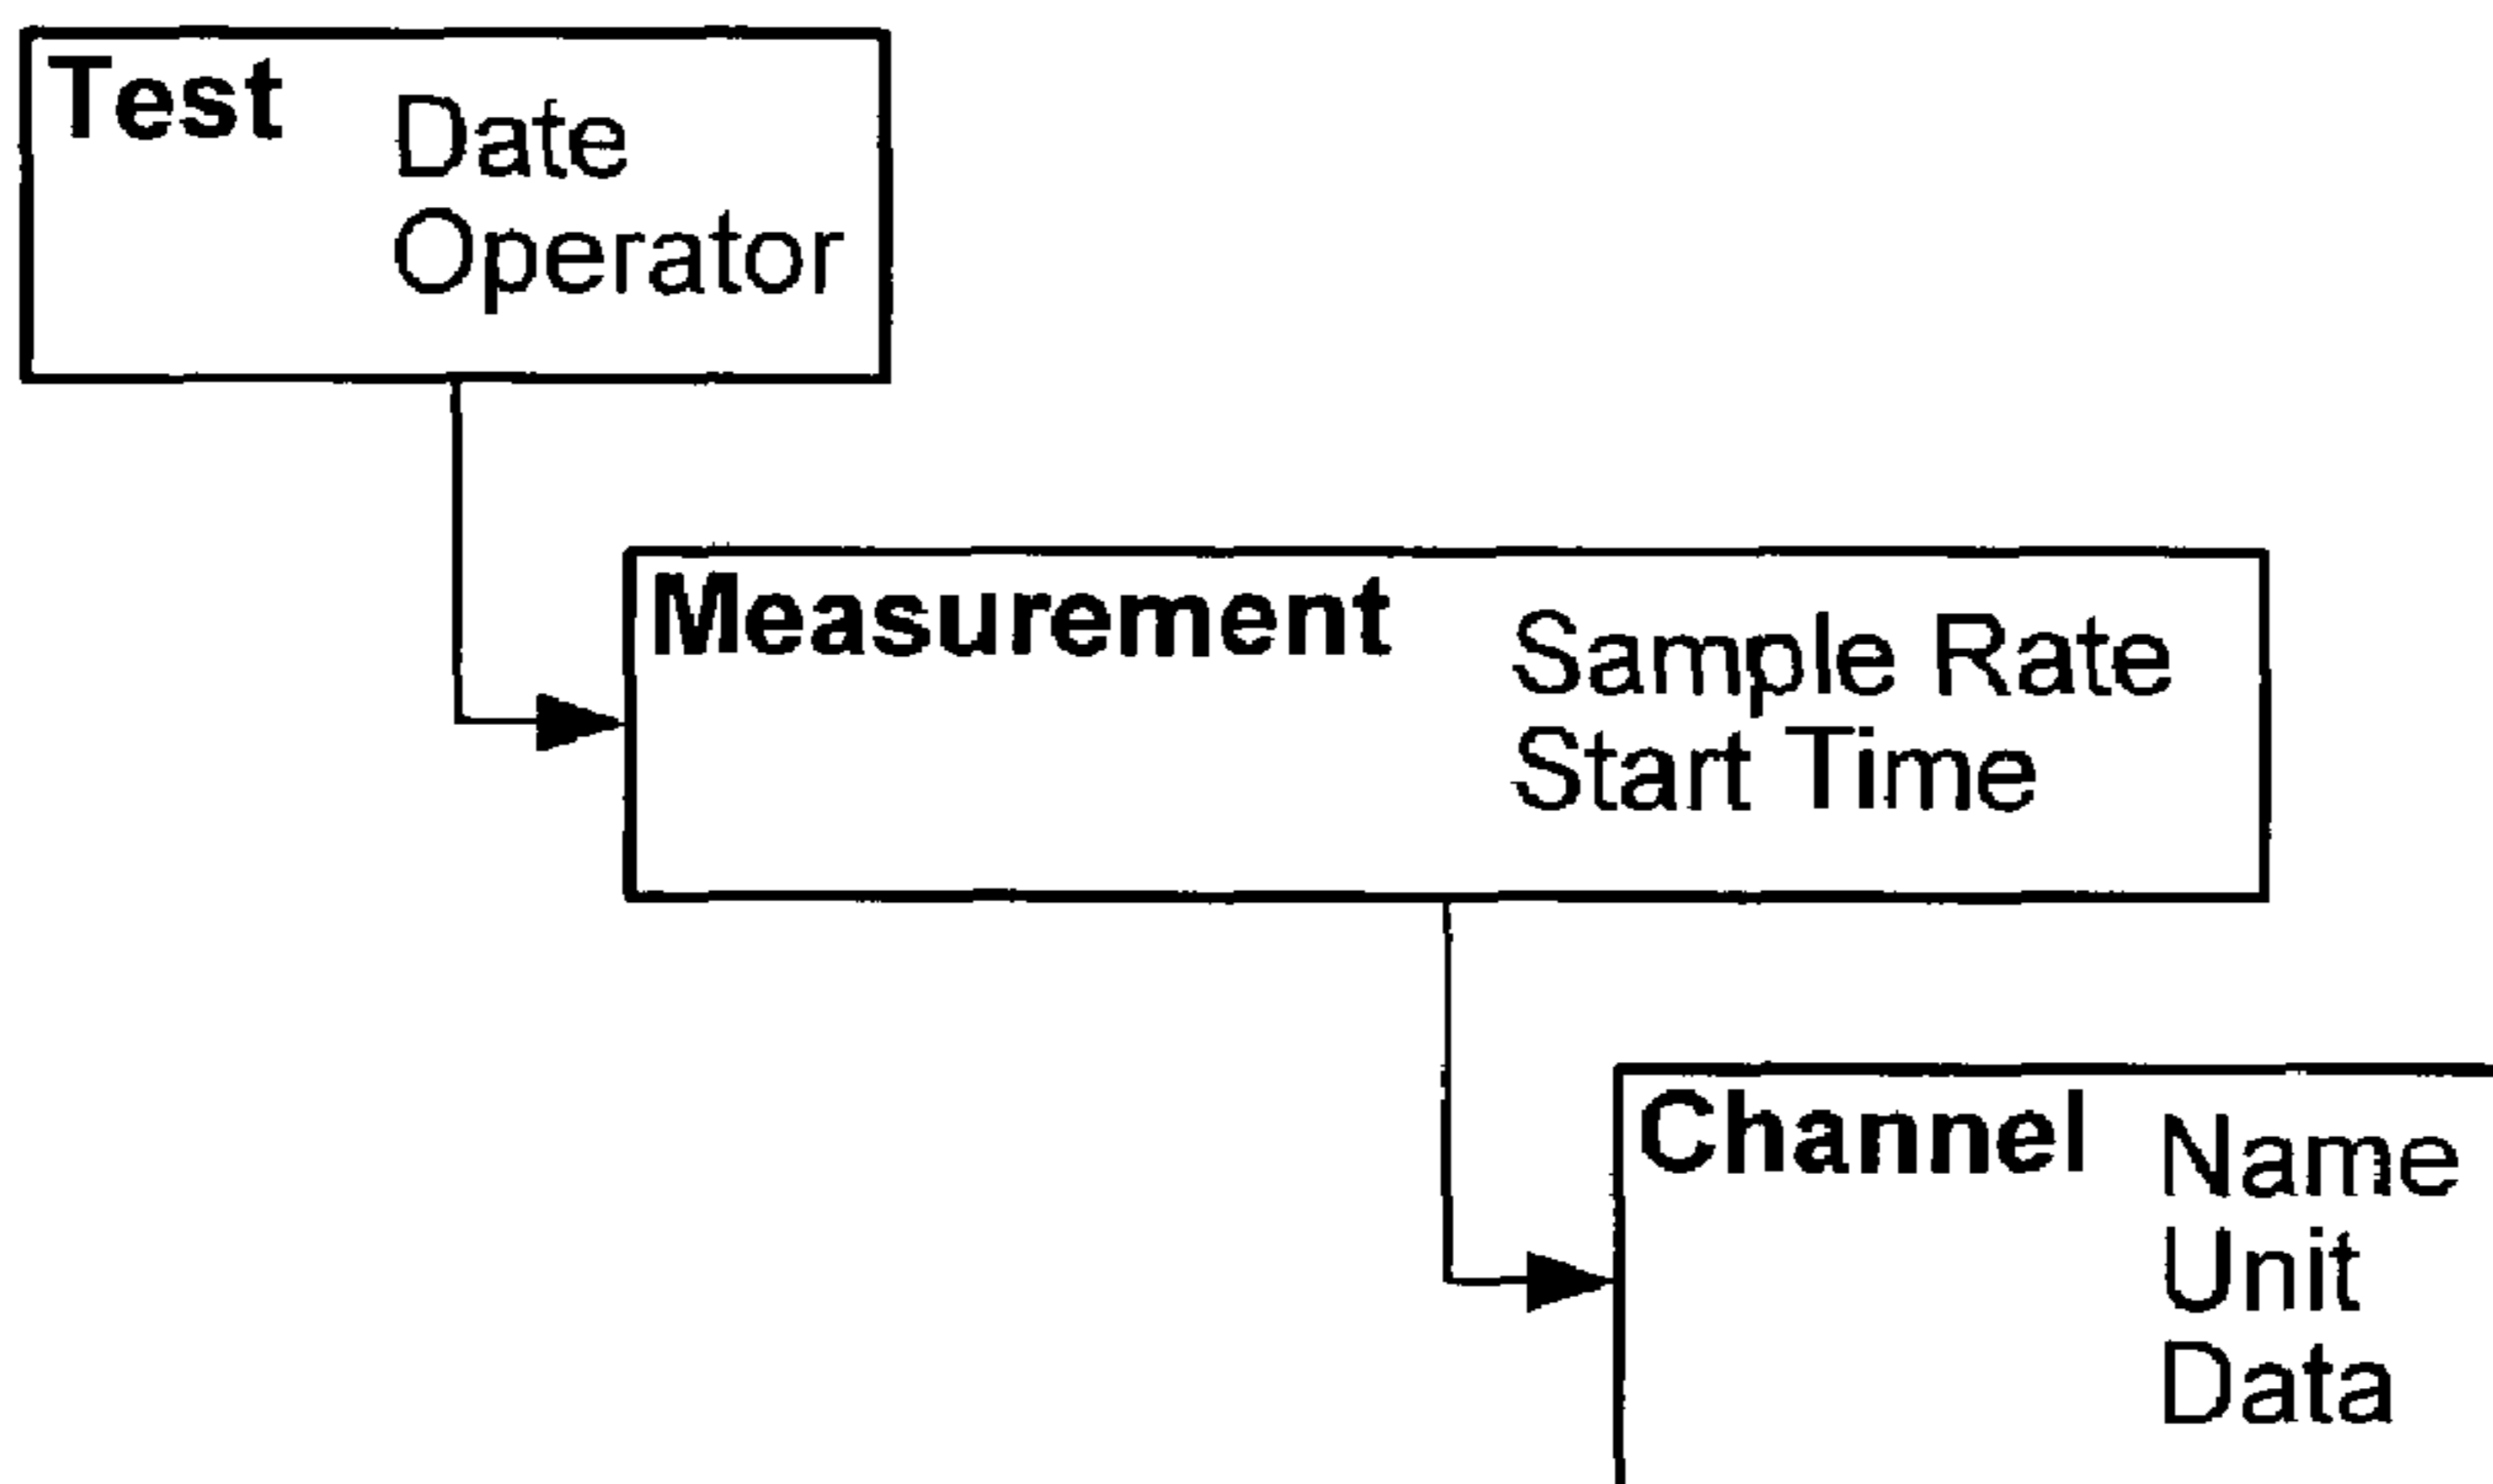 Test
Date
Operator
Measurement
Sample Rate
Start Time
Channel
Name
Unit
Data